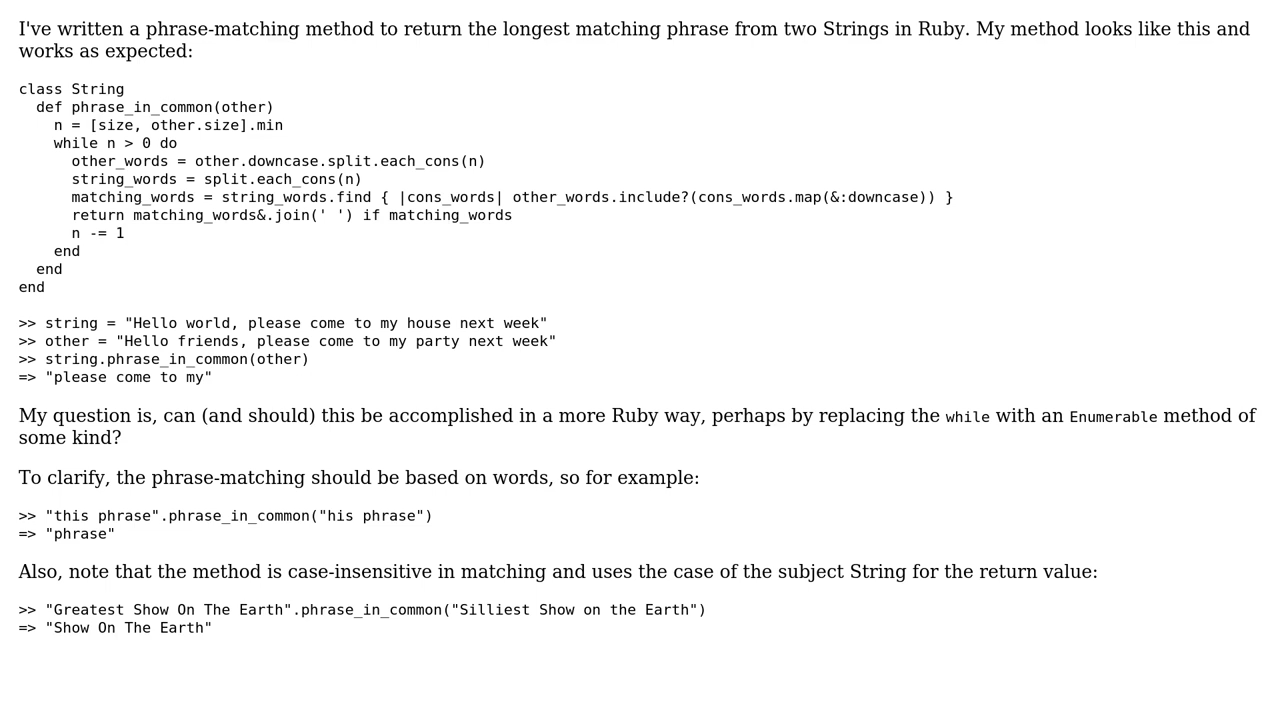 I've written a phrase-matching method to return the longest matching phrase from two Strings in Ruby. My method looks like this and
works as expected:
class String
  def phrase_in_common(other)
    n = [size, other.size].min
    while n > 0 do
      other_words = other.downcase.split.each_cons(n)
      string_words = split.each_cons(n)
      matching_words = string_words.find { |cons_words| other_words.include?(cons_words.map(&:downcase)) }
      return matching_words&.join(' ') if matching_words
      n -= 1
    end
  end
end
>> string = "Hello world, please come to my house next week"
>> other = "Hello friends, please come to my party next week"
>> string.phrase_in_common(other)
=> "please come to my"
My question is, can (and should) this be accomplished in a more Ruby way, perhaps by replacing the while with an Enumerable method of
some kind?
To clarify, the phrase-matching should be based on words, so for example:
>> "this phrase".phrase_in_common("his phrase")
=> "phrase"
Also, note that the method is case-insensitive in matching and uses the case of the subject String for the return value:
>> "Greatest Show On The Earth".phrase_in_common("Silliest Show on the Earth")
=> "Show On The Earth"